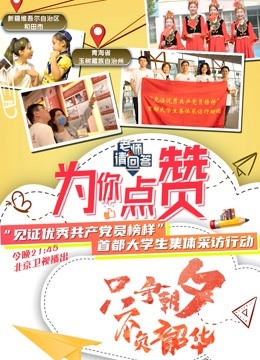 新疆维吾尔自治区
和田市
青海省
玉树藏族自治州
"见证优秀共产党员榜样"
首都大学生集体采访行动
老师
请回答
为你点赞
"见证优秀共产党员榜样"
首都大学生集体采访行动
今晚21:45
北京卫视播出
只争朝夕
不负韶华